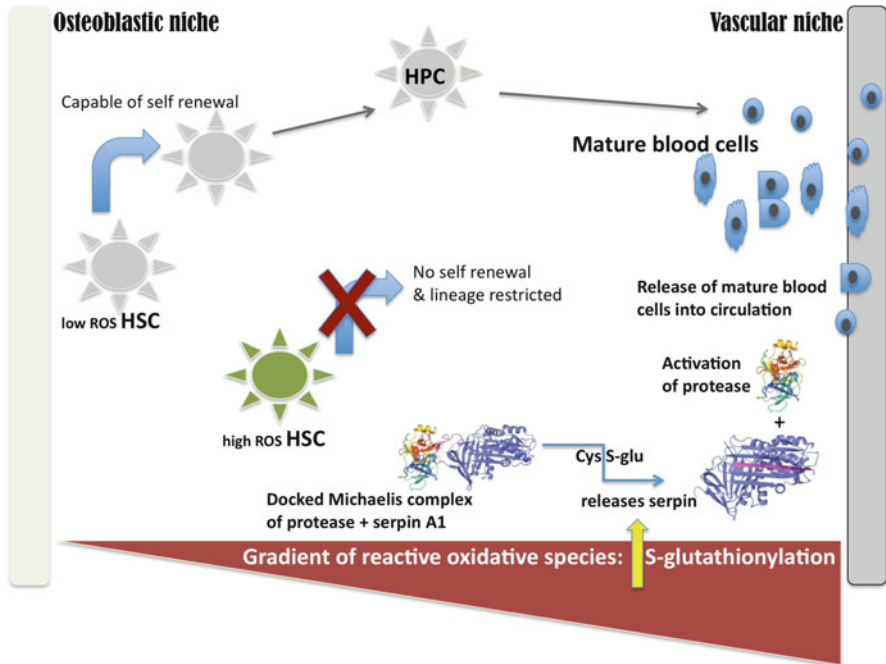 Osteoblastic niche
Vascular niche
HPC
Capable of self renewal
Mature blood cells
low ROS HSC
No self renewal
& lineage restricted
Release of mature blood
cells into circulation
high ROS HSC
Activation
of protease
+
Cys S-glu
releases serpin
Docked Michaelis complex
of protease + serpin A1
Gradient of reactive oxidative species: S-glutathionylation